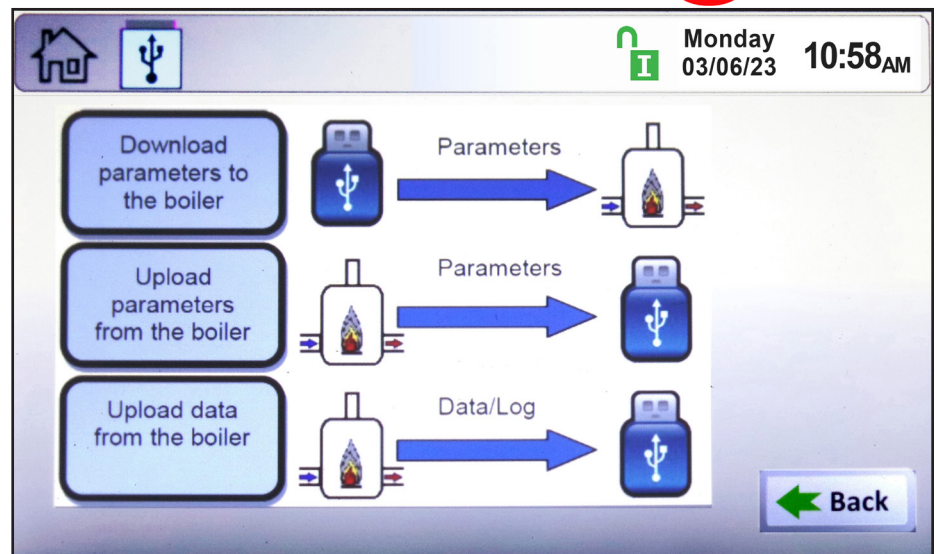 Monday
03/06/23
10:58AM
Download
parameters to
the boiler
Parameters
Upload
parameters
from the boiler
Parameters
Upload data
from the boiler
Data/Log
Back